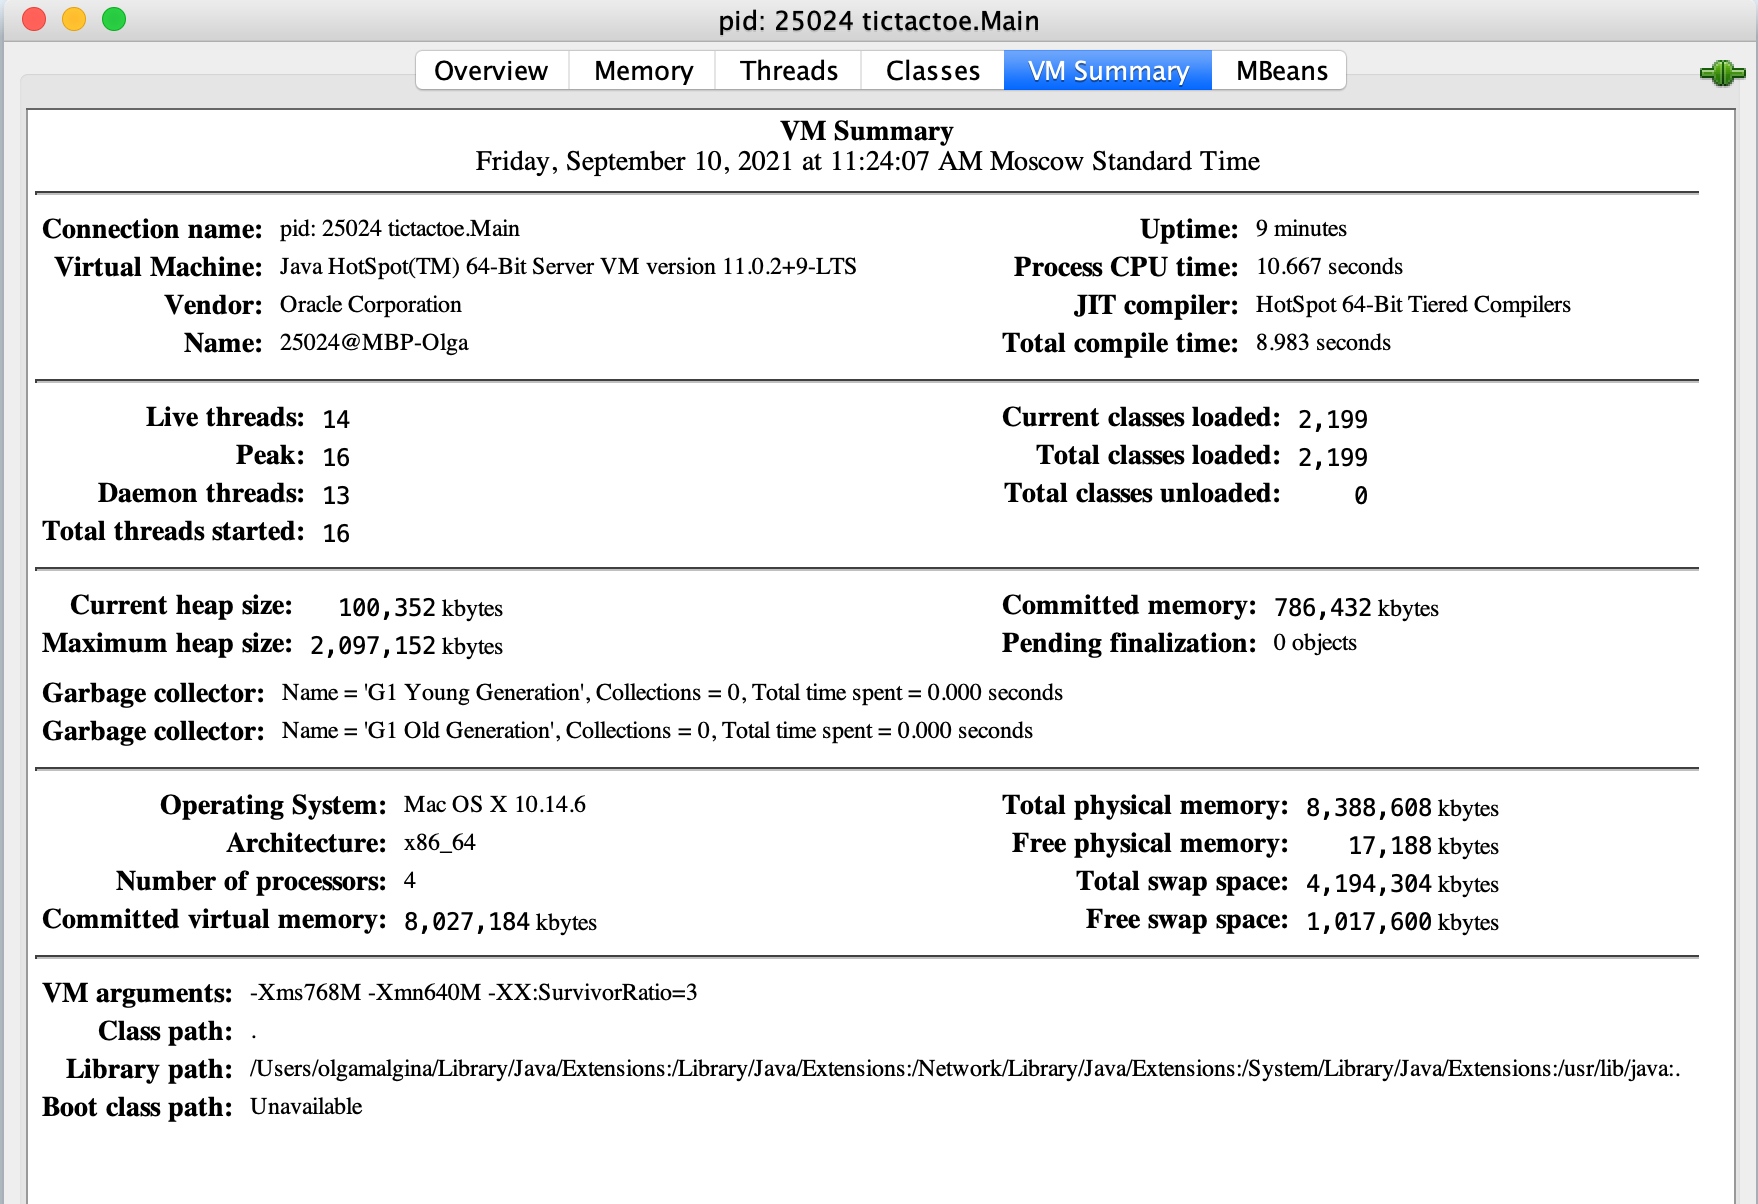 pid: 25024 tictactoe.Main
Overview Memory Threads Classes VM Summary MBeans
VM Summary
Friday, September 10, 2021 at 11:24:07 AM Moscow Standard Time
Connection name: pid: 25024 tictactoe.Main
Virtual Machine: Java HotSpot(TM) 64-Bit Server VM version 11.0.2+9-LTS
Vendor: Oracle Corporation
Name: 25024@MBP-Olga
Uptime: 9 minutes
Process CPU time: 10.667 seconds
JIT compiler: HotSpot 64-Bit Tiered Compilers
Total compile time: 8.983 seconds
Live threads: 14
Peak: 16
Daemon threads: 13
Total threads started: 16
Current classes loaded: 2,199
Total classes loaded: 2,199
Total classes unloaded: 0
Current heap size: 100,352 kbytes
Maximum heap size: 2,097,152 kbytes
Committed memory: 786,432 kbytes
Pending finalization: 0 objects
Garbage collector: Name = 'G1 Young Generation', Collections = 0, Total time spent = 0.000 seconds
Garbage collector: Name = 'G1 Old Generation', Collections = 0, Total time spent = 0.000 seconds
Operating System: Mac OS X 10.14.6
Architecture: x86_64
Number of processors: 4
Committed virtual memory: 8,027,184 kbytes
Total physical memory: 8,388,608 kbytes
Free physical memory: 17,188 kbytes
Total swap space: 4,194,304 kbytes
Free swap space: 1,017,600 kbytes
VM arguments: -Xms768M -Xmn640M -XX:SurvivorRatio=3
Class path: .
Library path: /Users/olgamalgina/Library/Java/Extensions:/Library/Java/Extensions:/Network/Library/Java/Extensions:/System/Library/Java/Extensions:/usr/lib/java:.
Boot class path: Unavailable